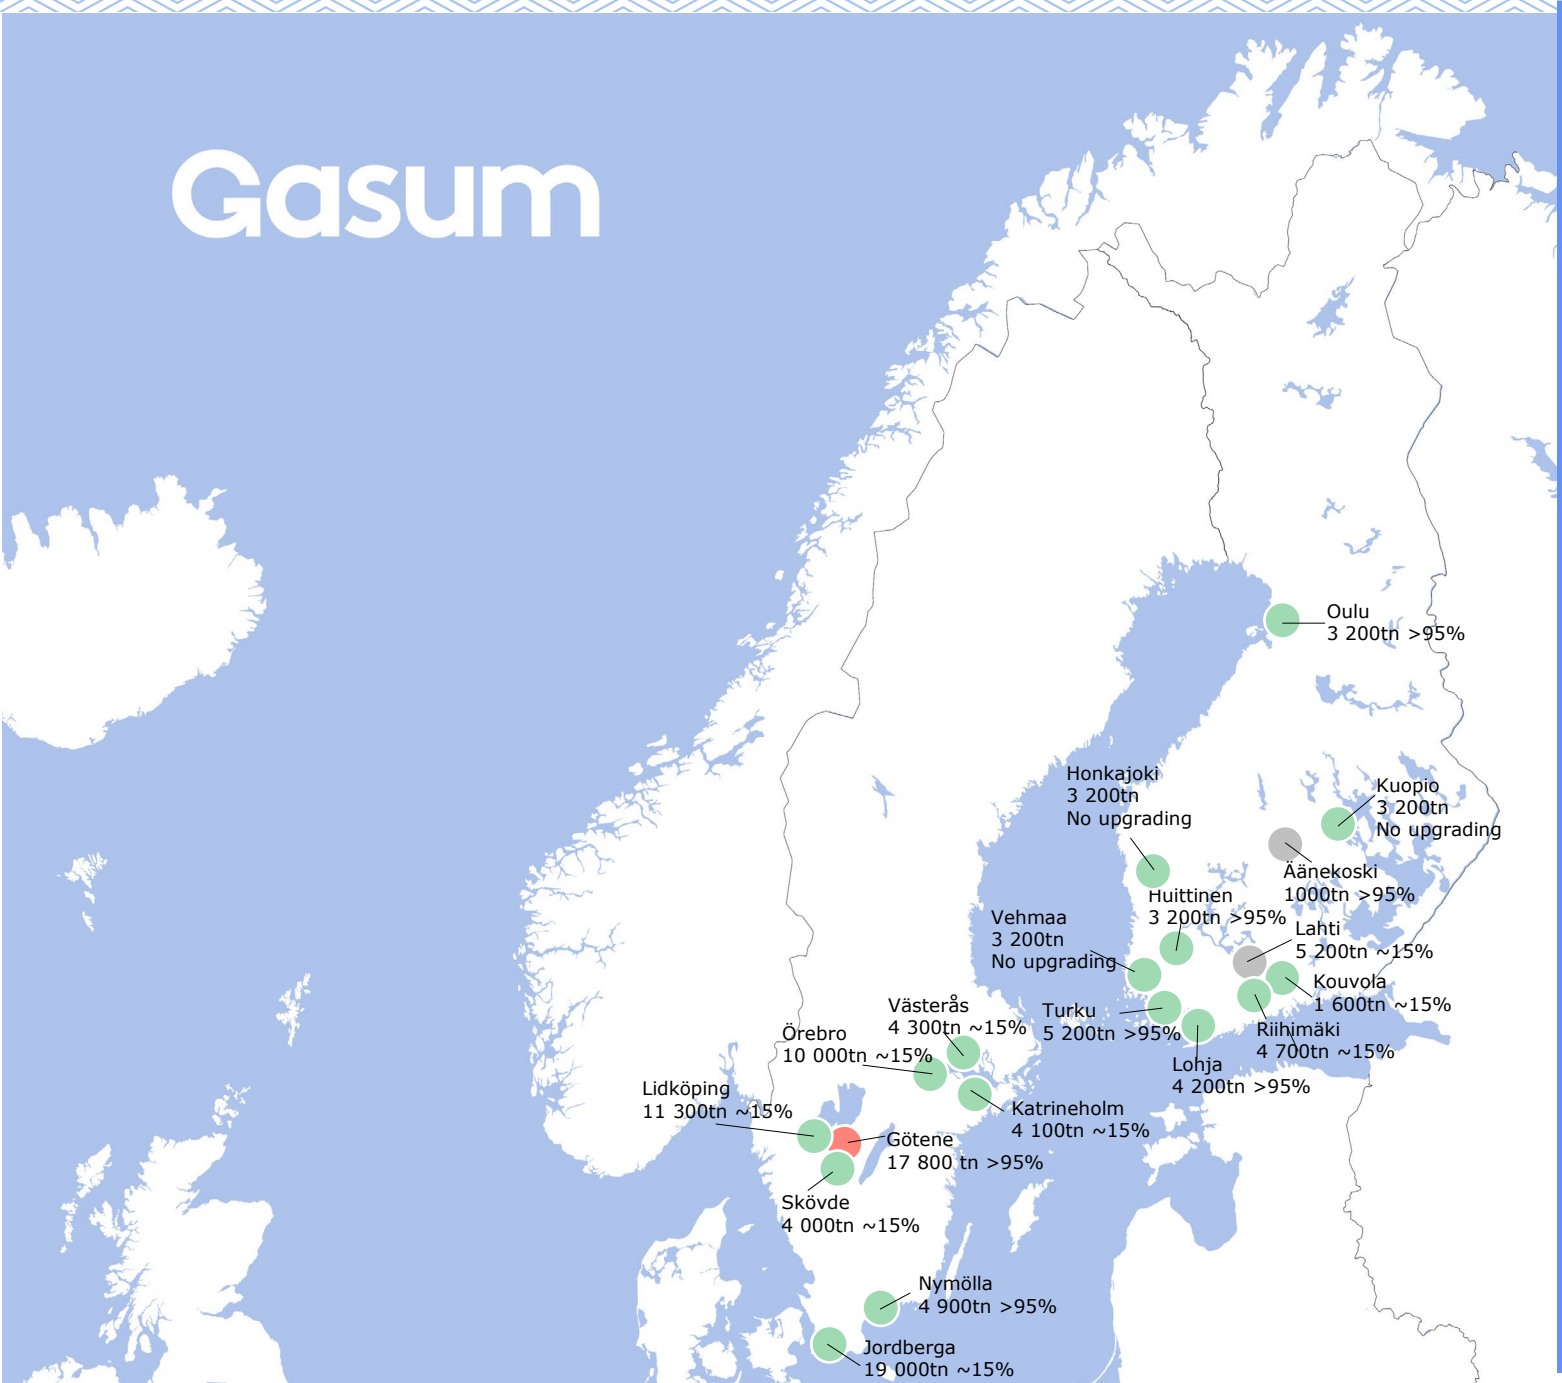 Gasum
Oulu
3 200tn >95%
Honkajoki
3 200tn
No upgrading
Kuopio
3 200tn
No upgrading
Äänekoski
1000tn >95%
Huittinen
3 200tn >95%
Vehmaa
3 200tn
No upgrading
Lahti
5 200tn ~15%
Kouvola
1 600tn ~15%
Västerås
4 300tn ~15%
Turku
5 200tn >95%
Riihimäki
4 700tn ~15%
Örebro
10 000tn ~15%
Lohja
4 200tn >95%
Lidköping
11 300tn ~15%
Katrineholm
4 100tn ~15%
Götene
17 800 tn >95%
Skövde
4 000tn ~15%
Nymölla
4 900tn >95%
Jordberga
19 000tn ~15%